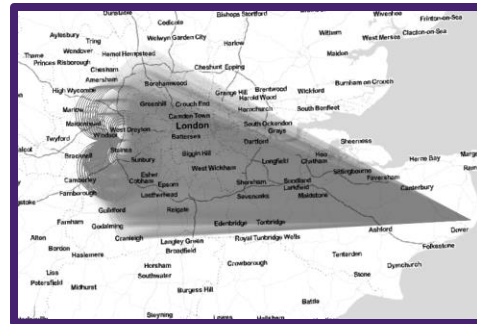 Dunstable
Codicote
Bishops Stortford
Wivenhoe
Frinton-on-Sea
Aylesbury
Tring
Welwyn Garden City
Witham
West Mersea
Clacton-on-Sea
Thame
Wendover
Hemel Hempstead
Harlow
Princes Risborough
Chesham
Cheshunt
Epping
Maldon
Amersham
High Wycombe
Borehamwood
Grange Hill
Brentwood
Wickford
Burnham-on-Crouch
Harold Wood
Marlow
Greenhill
Crouch End
Hornchurch
South Benfleet
Maidenhead
Camden Town
Twyford
Windsor
West Drayton
London
South Ockendon
Battersea
Grays
Bracknell
Staines
Dartford
Sheerness
Sunbury
Biggin Hill
Longfield
Hoo
Herne Bay
Chatham
Camberley
Esher
West Wickham
Sittingbourne
Faversham
Cobham
Epsom
Shoreham
Snodland
Canterbury
Farnborough
Leatherhead
Sevenoaks
Larkfield
Maidstone
Guildford
Reigate
Farnham
Godalming
Edenbridge
Tonbridge
Dover
Alton
Cranleigh
Langley Green
Royal Tunbridge Wells
Ashford
Bordon
Haslemere
Broadfield
Folkestone
Liss
Horsham
Crowborough
Tenterden
Dymchurch
Petersfield
Midhurst
Southwater
Stone
Burgess Hill
Battle
Steyning
Lewes
Hailsham